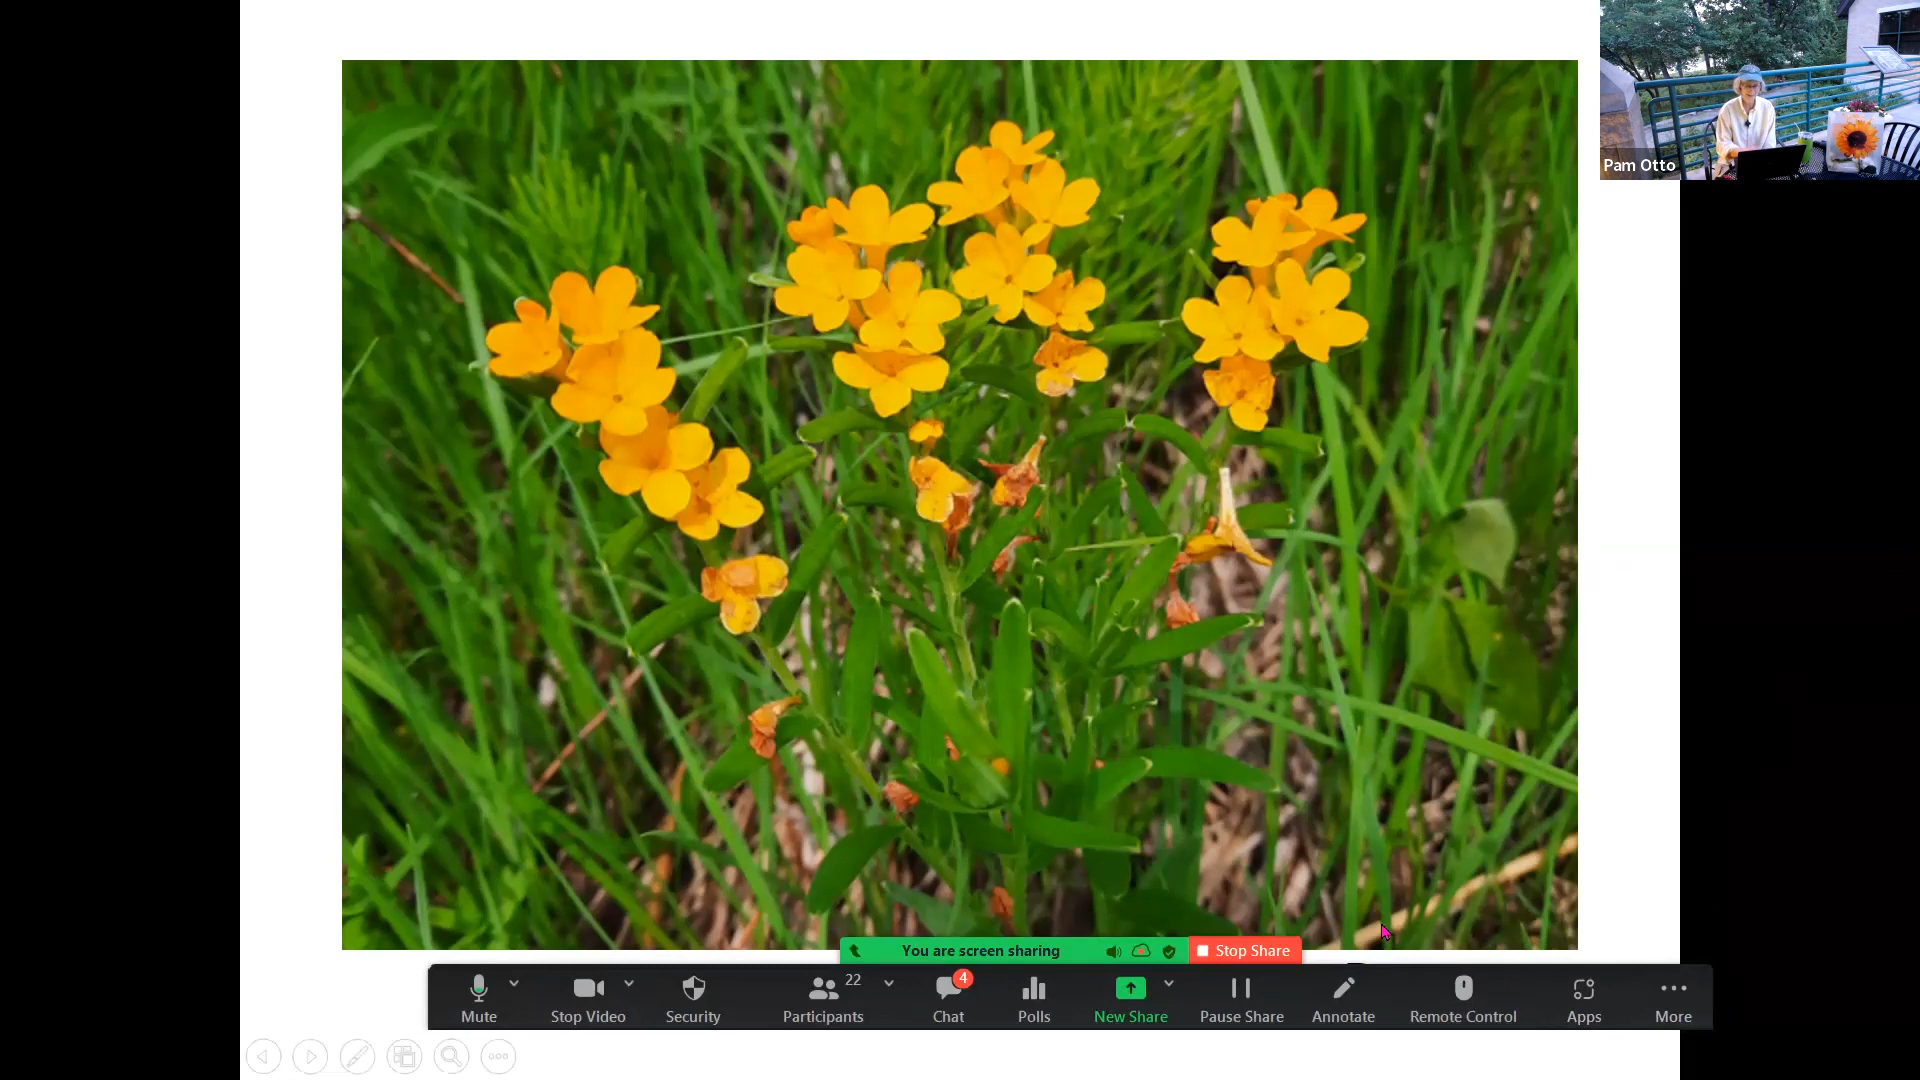 Pam Otto
You are screen sharing
Stop Share
22
4
Mute
Stop Video
Security
Participants
Chat
Polls
New Share
Pause Share
Annotate
Remote Control
Apps
More